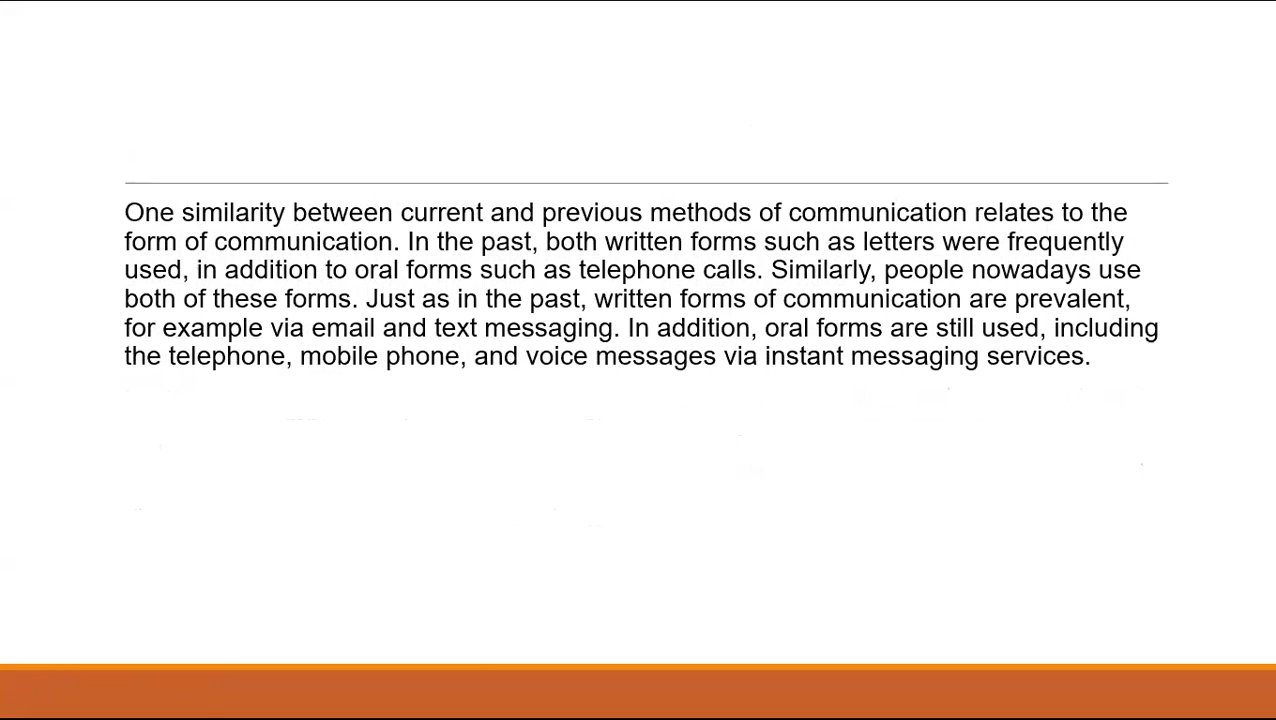 One similarity between current and previous methods of communication relates to the
form of communication. In the past, both written forms such as letters were frequently
used, in addition to oral forms such as telephone calls. Similarly, people nowadays use
both of these forms. Just as in the past, written forms of communication are prevalent,
for example via email and text messaging. In addition, oral forms are still used, including
the telephone, mobile phone, and voice messages via instant messaging services.